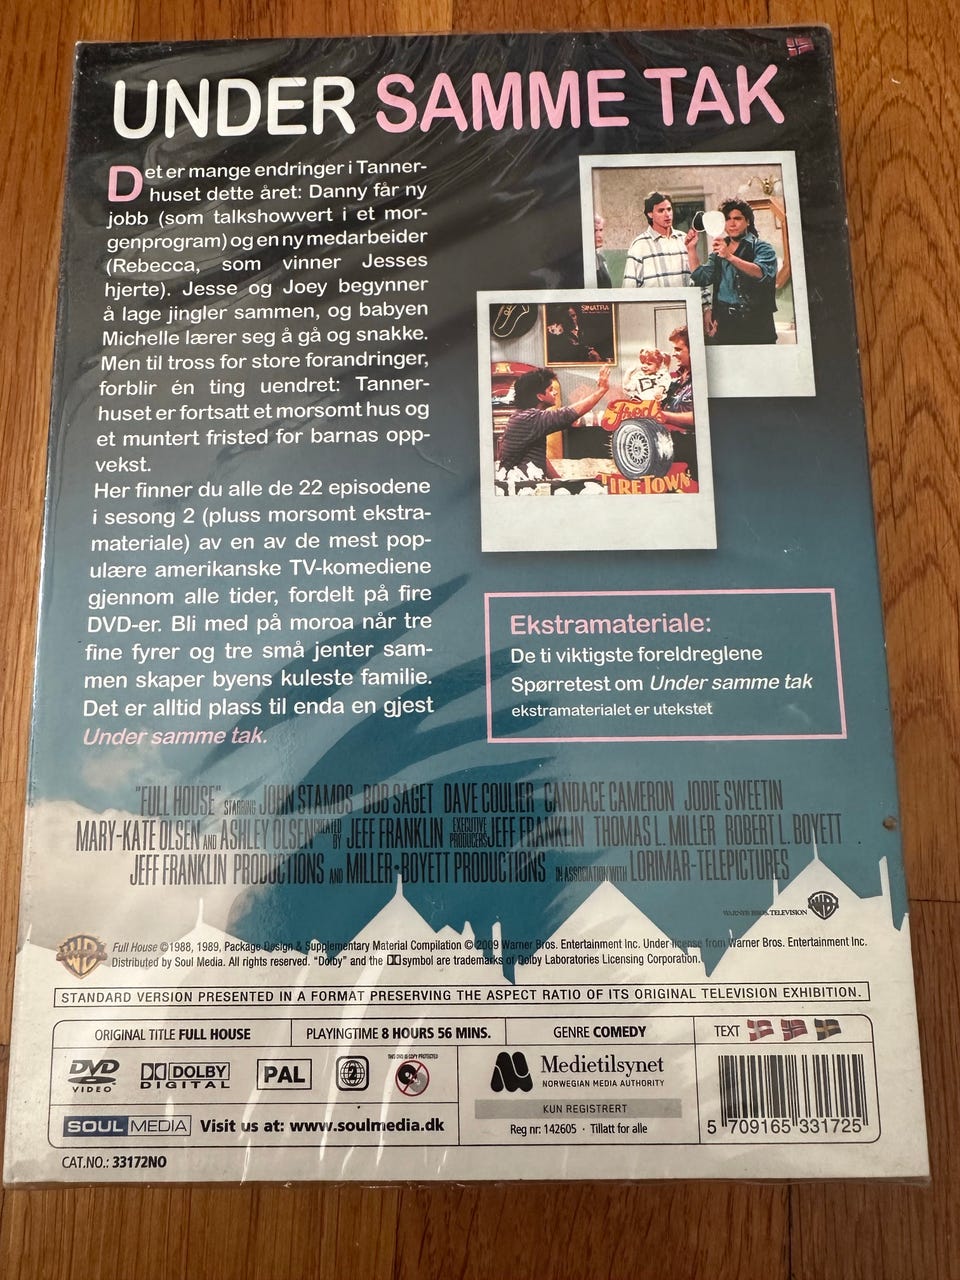 UNDER SAMME TAK
Det er mange endringer i Tanner-
huset dette året: Danny får ny
jobb (som talkshowvert i et mor-
genprogram) og en ny medarbeider
(Rebecca, som vinner Jesses
hjerte). Jesse og Joey begynner
å lage jingler sammen, og babyen
Michelle lærer seg å gå og snakke.
Men til tross for store forandringer,
forblir én ting uendret: Tanner-
huset er fortsatt et morsomt hus og
et muntert fristed for barnas opp-
vekst.
Her finner du alle de 22 episodene
i sesong 2 (pluss morsomt ekstra-
materiale) av en av de mest pop-
ulære amerikanske TV-komediene
gjennom alle tider, fordelt på fire
DVD-er. Bli med på moroa når tre
fine fyrer og tre små jenter sam-
men skaper byens kuleste familie.
Det er alltid plass til enda en gjest
Under samme tak.
SINATRA
Fred's
TIRE TOWN
Ekstramateriale:
De ti viktigste foreldreglene
Spørretest om Under samme tak
ekstramaterialet er utekstet
"FULL HOUSE" STARRING JOHN STAMOS BOB SAGET DAVE COULIER CANDACE CAMERON JODIE SWEETIN
MARY-KATE OLSEN AND ASHLEY OLSEN CREATED BY JEFF FRANKLIN EXECUTIVE PRODUCERS JEFF FRANKLIN THOMAS L. MILLER ROBERT L. BOYETT
JEFF FRANKLIN PRODUCTIONS AND MILLER•BOYETT PRODUCTIONS IN ASSOCIATION WITH LORIMAR-TELEPICTURES
WARNER BROS. TELEVISION WB
WB Full House ©1988, 1989, Package Design & Supplementary Material Compilation © 2009 Warner Bros. Entertainment Inc. Under license from Warner Bros. Entertainment Inc.
Distributed by Soul Media. All rights reserved. "Dolby" and the DD symbol are trademarks of Dolby Laboratories Licensing Corporation.
STANDARD VERSION PRESENTED IN A FORMAT PRESERVING THE ASPECT RATIO OF ITS ORIGINAL TELEVISION EXHIBITION.
ORIGINAL TITLE FULL HOUSE PLAYINGTIME 8 HOURS 56 MINS. GENRE COMEDY TEXT
DVD VIDEO DOLBY DIGITAL PAL 2 THIS DVD IS COPY PROTECTED
Medietilsynet
NORWEGIAN MEDIA AUTHORITY
KUN REGISTRERT
Reg nr: 142605 · Tillatt for alle
SOUL MEDIA Visit us at: www.soulmedia.dk
5 709165 331725
CAT.NO.: 33172NO